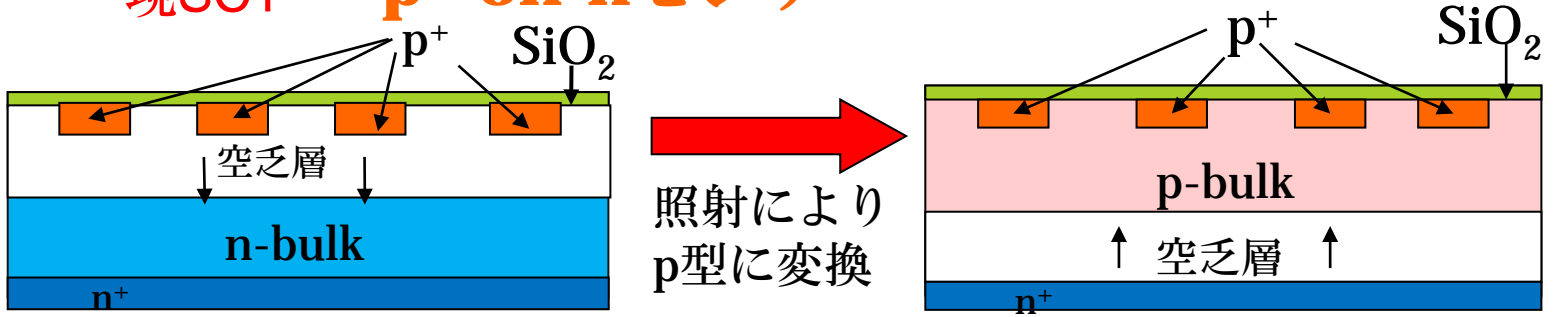 p⁺ SiO₂
空乏層
n-bulk
n⁺
照射により
p型に変換
p⁺ SiO₂
p-bulk
空乏層
n⁺